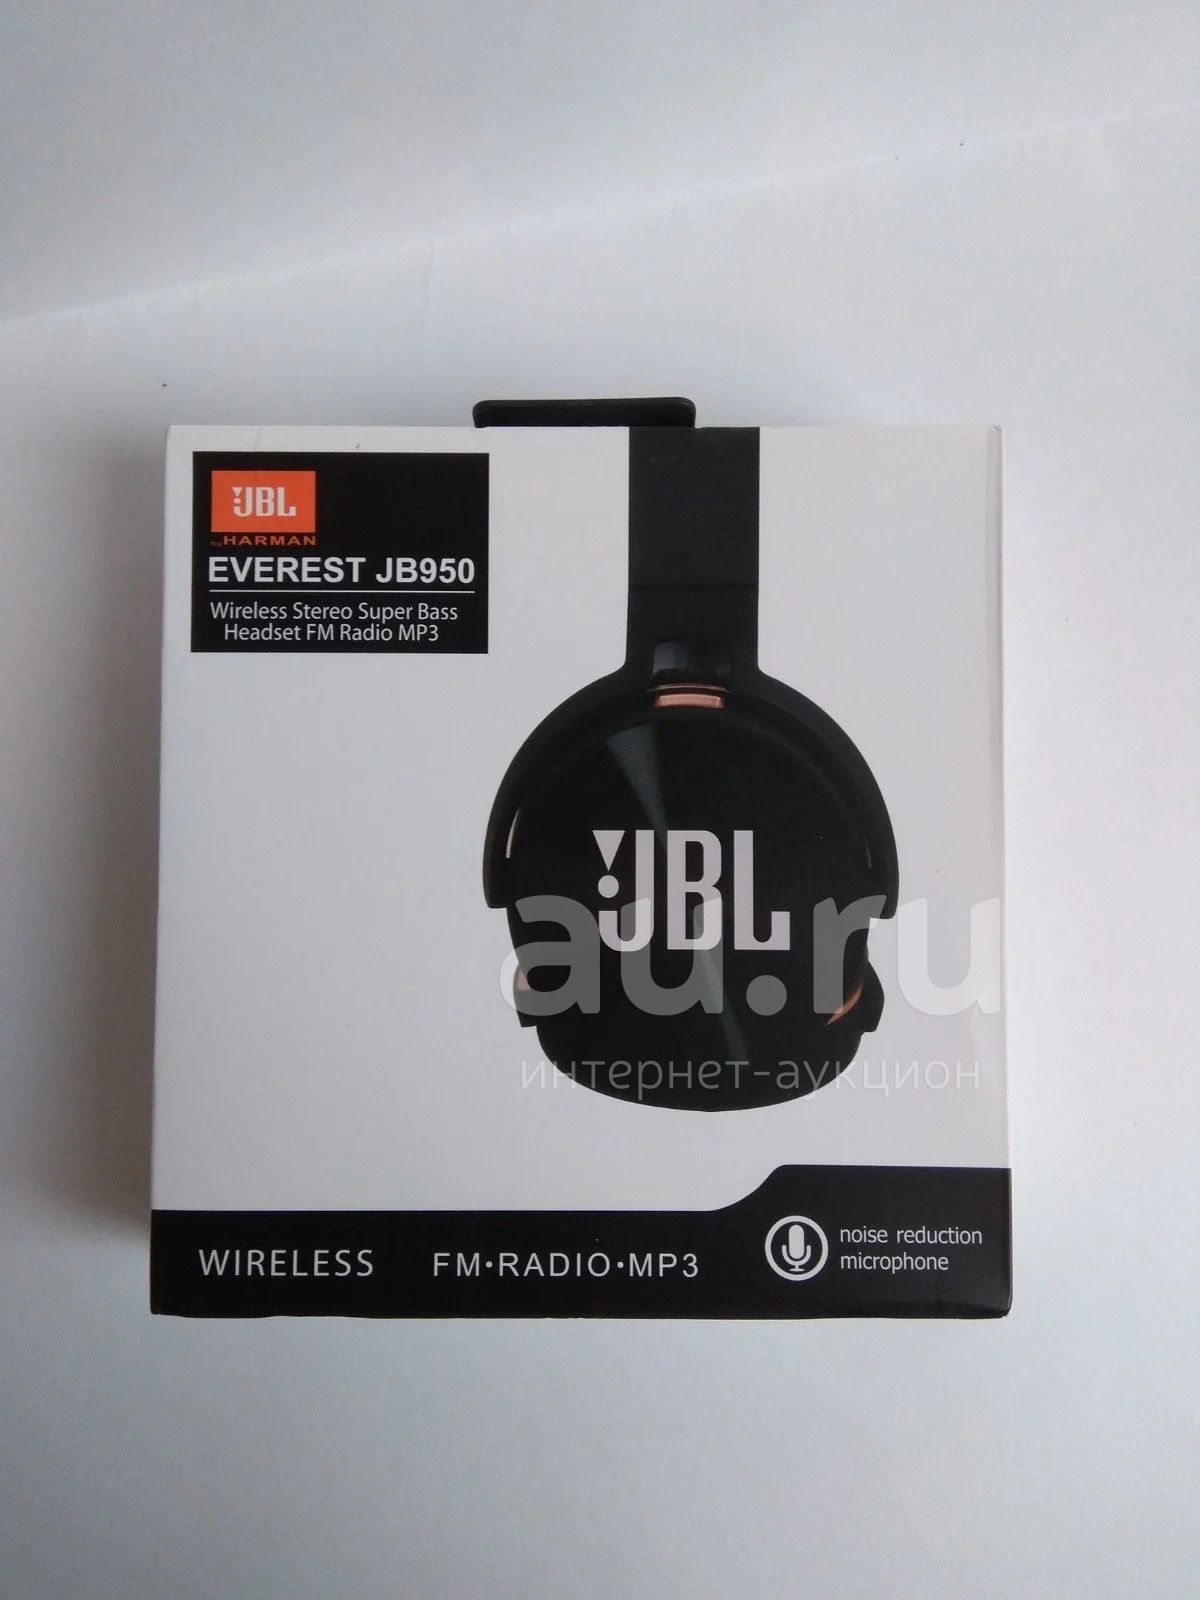 JBL
by HARMAN
EVEREST JB950
Wireless Stereo Super Bass
Headset FM Radio MP3
JBL
au.ru
интернет-аукцион
WIRELESS FM•RADIO•MP3
noise reduction
microphone